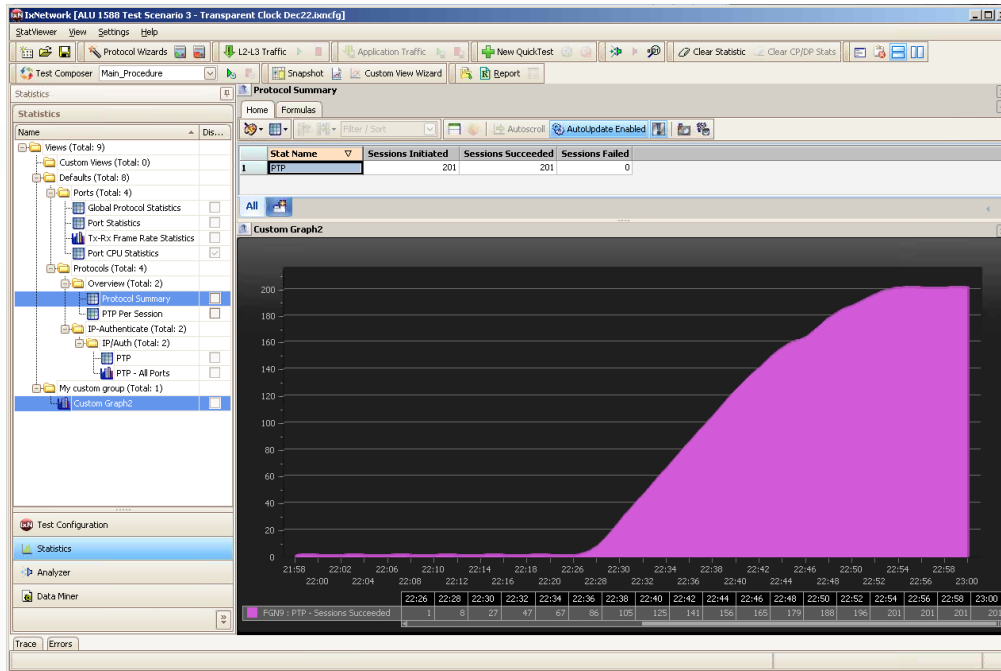 IxNetwork [ALU 1588 Test Scenario 3 - Transparent Clock Dec22.ixncfg]
StatViewer View Settings Help
Protocol Wizards L2-L3 Traffic Application Traffic New QuickTest Clear Statistic Clear CP/DP Stats
Test Composer Main_Procedure Snapshot Custom View Wizard Report
Statistics
Statistics
Name Dis...
Views (Total: 9)
Custom Views (Total: 0)
Defaults (Total: 8)
Ports (Total: 4)
Global Protocol Statistics
Port Statistics
Tx-Rx Frame Rate Statistics
Port CPU Statistics
Protocols (Total: 4)
Overview (Total: 2)
Protocol Summary
PTP Per Session
IP-Authenticate (Total: 2)
IP/Auth (Total: 2)
PTP
PTP - All Ports
My custom group (Total: 1)
Custom Graph2
Test Configuration
Statistics
Analyzer
Data Miner
Trace Errors
Protocol Summary
Home Formulas
Filter / Sort Autoscroll AutoUpdate Enabled
Stat Name Sessions Initiated Sessions Succeeded Sessions Failed
1 PTP 201 201 0
All
Custom Graph2
200
180
160
140
120
100
80
60
40
20
0
21:58 22:02 22:06 22:10 22:14 22:18 22:22 22:26 22:30 22:34 22:38 22:42 22:46 22:50 22:54 22:58
22:00 22:04 22:08 22:12 22:16 22:20 22:24 22:28 22:32 22:36 22:40 22:44 22:48 22:52 22:56 23:00
22:26 22:28 22:30 22:32 22:34 22:36 22:38 22:40 22:42 22:44 22:46 22:48 22:50 22:52 22:54 22:56 22:58 23:00
FGN9 : PTP - Sessions Succeeded 1 8 27 47 67 86 105 125 141 156 165 179 188 196 201 201 201 201